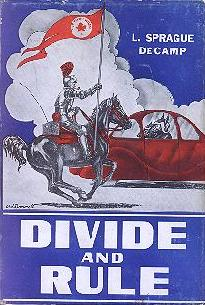 L. SPRAGUE
DECAMP
DIVIDE
AND
RULE